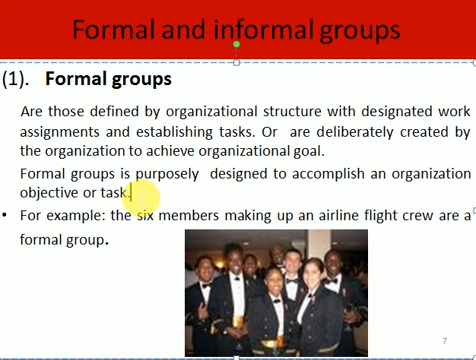 Formal and informal groups
(1). Formal groups
Are those defined by organizational structure with designated work
assignments and establishing tasks. Or are deliberately created by
the organization to achieve organizational goal.
Formal groups is purposely designed to accomplish an organization
objective or task.
• For example: the six members making up an airline flight crew are a
formal group.
7